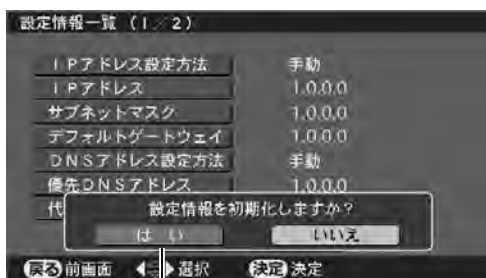 設定情報一覧(1/2)
IPアドレス設定方法 手動
IPアドレス 1.0.0.0
サブネットマスク 1.0.0.0
デフォルトゲートウェイ 1.0.0.0
DNSアドレス設定方法 手動
優先DNSアドレス 1.0.0.0
代
設定情報を初期化しますか?
はい いいえ
戻る 前画面 選択 決定 決定